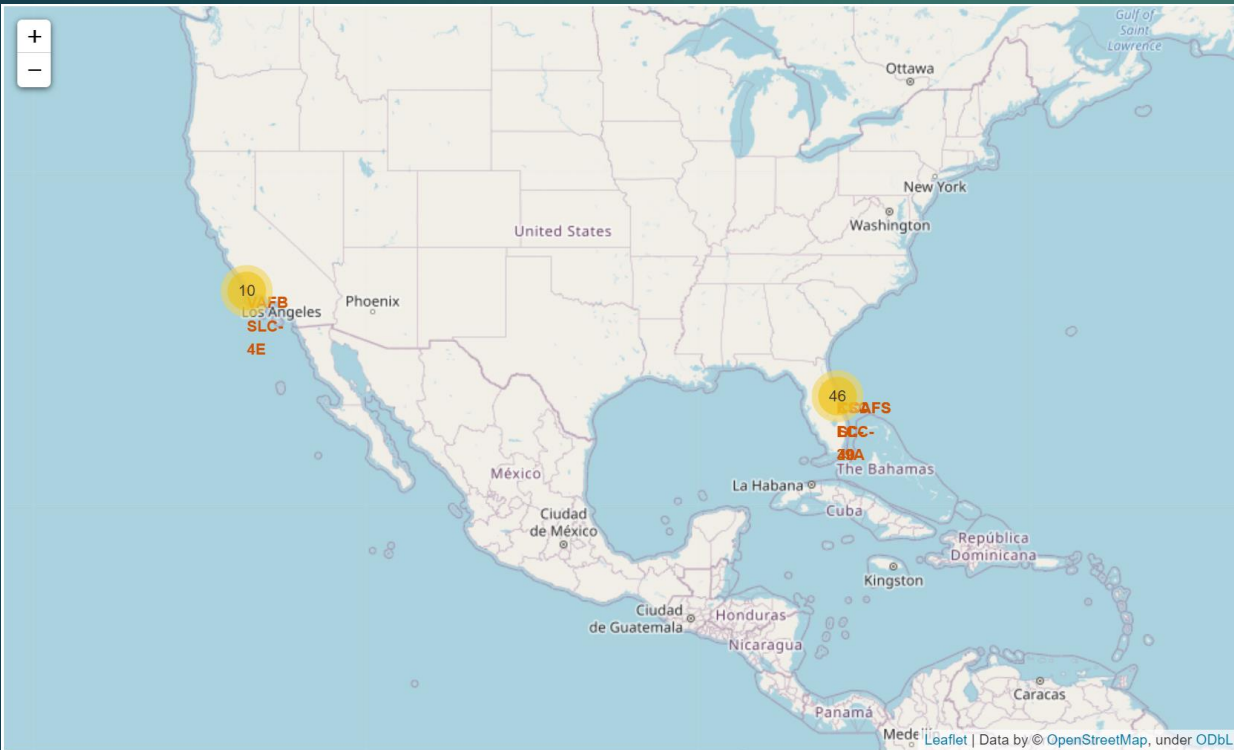 +
−
Gulf of
Saint
Lawrence
Ottawa
New York
Washington
United States
10
VAFB
SLC-
4E
Los Angeles
Phoenix
46
The Bahamas
México
La Habana
Cuba
Ciudad
de México
República
Dominicana
Kingston
Ciudad
de Guatemala
Honduras
Nicaragua
Caracas
Panamá
Leaflet | Data by © OpenStreetMap, under ODbL